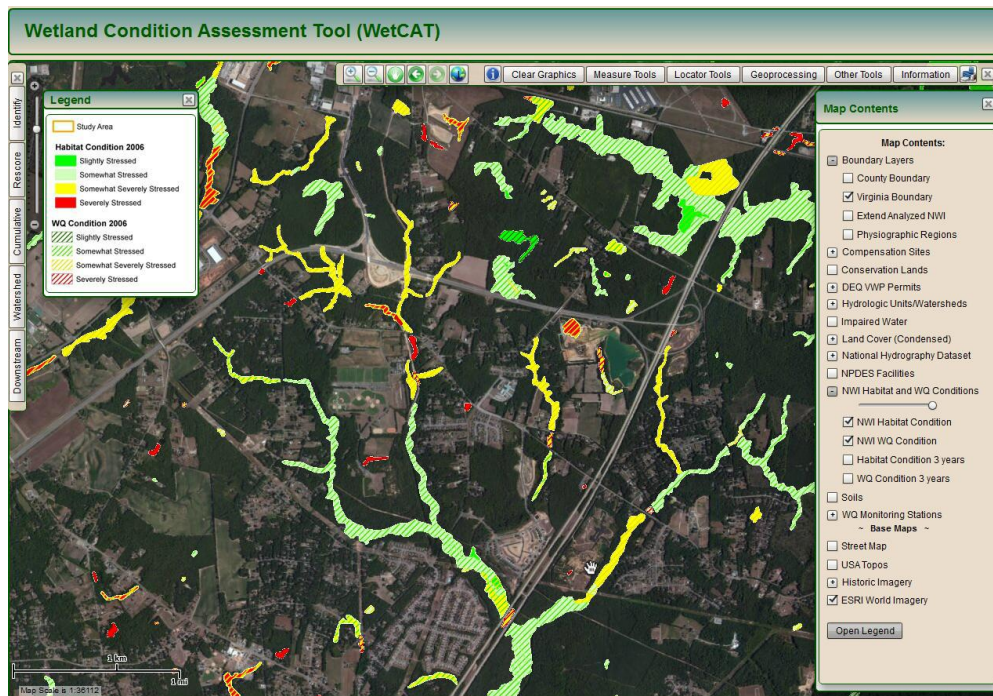 Wetland Condition Assessment Tool (WetCAT)
Clear Graphics
Measure Tools
Locator Tools
Geoprocessing
Other Tools
Information
Identify
Rescore
Cumulative
Watershed
Downstream
Legend
Study Area
Habitat Condition 2006
Slightly Stressed
Somewhat Stressed
Somewhat Severely Stressed
Severely Stressed
WQ Condition 2006
Slightly Stressed
Somewhat Stressed
Somewhat Severely Stressed
Severely Stressed
Map Contents
Map Contents:
Boundary Layers
County Boundary
Virginia Boundary
Extend Analyzed NWI
Physiographic Regions
Compensation Sites
Conservation Lands
DEQ VWP Permits
Hydrologic Units/Watersheds
Impaired Water
Land Cover (Condensed)
National Hydrography Dataset
NPDES Facilities
NWI Habitat and WQ Conditions
NWI Habitat Condition
NWI WQ Condition
Habitat Condition 3 years
WQ Condition 3 years
Soils
WQ Monitoring Stations
~ Base Maps ~
Street Map
USA Topos
Historic Imagery
ESRI World Imagery
Open Legend
1 km
1 mi
Map Scale is 1:36112